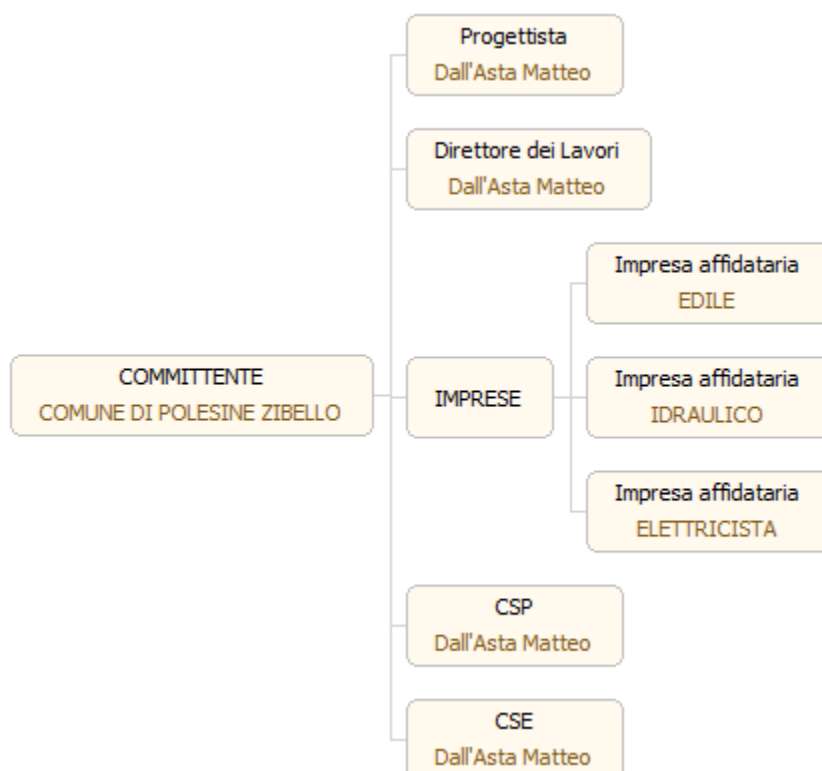 Progettista
Dall'Asta Matteo
Direttore dei Lavori
Dall'Asta Matteo
Impresa affidataria
EDILE
COMMITTENTE
COMUNE DI POLESINE ZIBELLO
IMPRESE
Impresa affidataria
IDRAULICO
Impresa affidataria
ELETTRICISTA
CSP
Dall'Asta Matteo
CSE
Dall'Asta Matteo